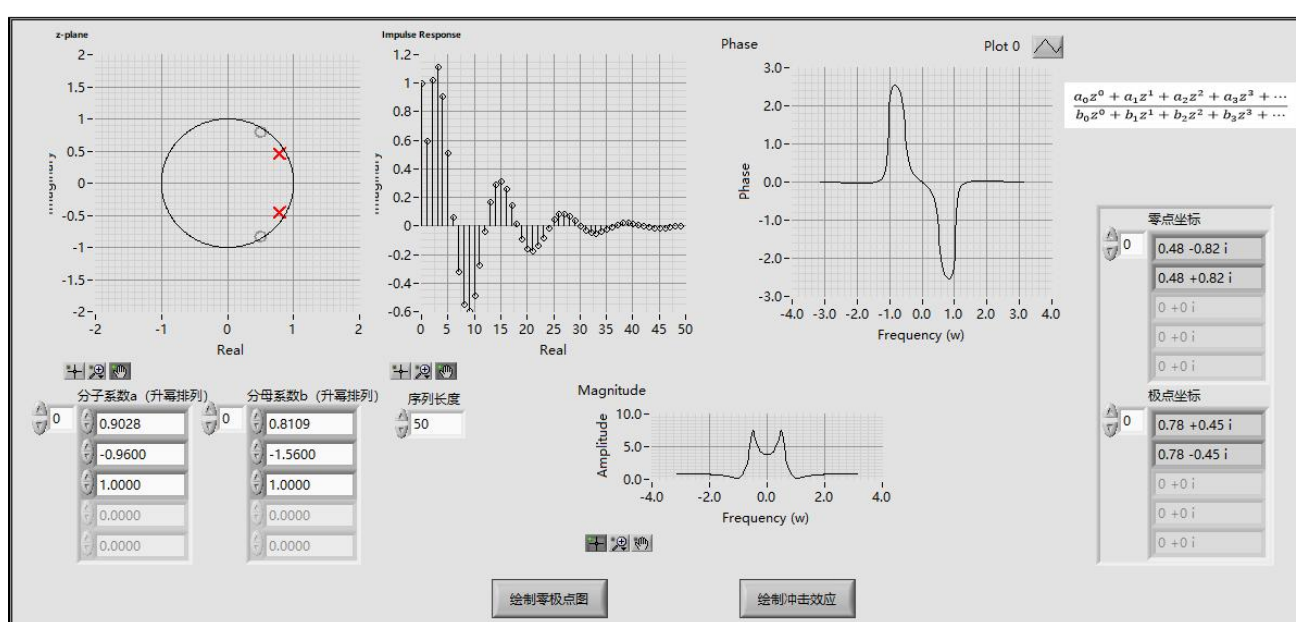 z-plane
2
1.5
1
0.5
0
-0.5
-1
-1.5
-2
-2 -1 0 1 2
Real
Impulse Response
1.2
1
0.8
0.6
0.4
0.2
0
-0.2
-0.4
-0.6
0 5 10 15 20 25 30 35 40 45 50
Real
Phase
Plot 0
Phase
3.0
2.0
1.0
0.0
-1.0
-2.0
-3.0
-4.0 -3.0 -2.0 -1.0 0.0 1.0 2.0 3.0 4.0
Frequency (w)
a₀z⁰ + a₁z¹ + a₂z² + a₃z³ + ⋯
b₀z⁰ + b₁z¹ + b₂z² + b₃z³ + ⋯
零点坐标
0
0.48 -0.82 i
0.48 +0.82 i
0 +0 i
0 +0 i
0 +0 i
极点坐标
0
0.78 +0.45 i
0.78 -0.45 i
0 +0 i
0 +0 i
0 +0 i
分子系数a（升幂排列)
0
0.9028
-0.9600
1.0000
0.0000
0.0000
分母系数b（升幂排列)
0
0.8109
-1.5600
1.0000
0.0000
0.0000
序列长度
50
Magnitude
Amplitude
10.0
5.0
0.0
-4.0 -2.0 0.0 2.0 4.0
Frequency (w)
绘制零极点图
绘制冲击效应